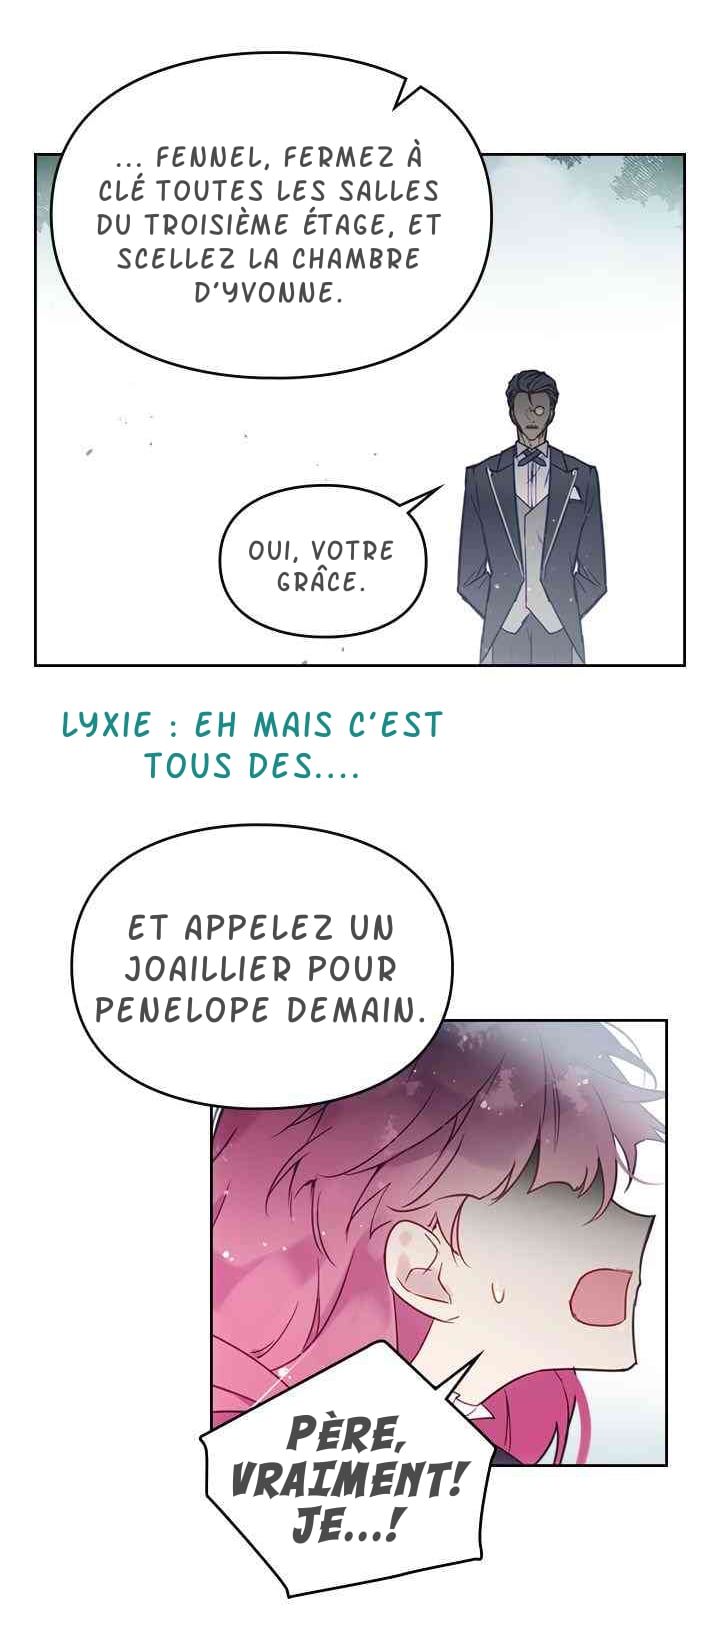 ... FENNEL, FERMEZ À
CLÉ TOUTES LES SALLES
DU TROISIÈME ÉTAGE, ET
SCELLEZ LA CHAMBRE
D'YVONNE.
OUI, VOTRE
GRÂCE.
LYXIE : EH MAIS C'EST
TOUS DES....
ET APPELEZ UN
JOAILLIER POUR
PENELOPE DEMAIN.
PÈRE,
VRAIMENT!
JE...!